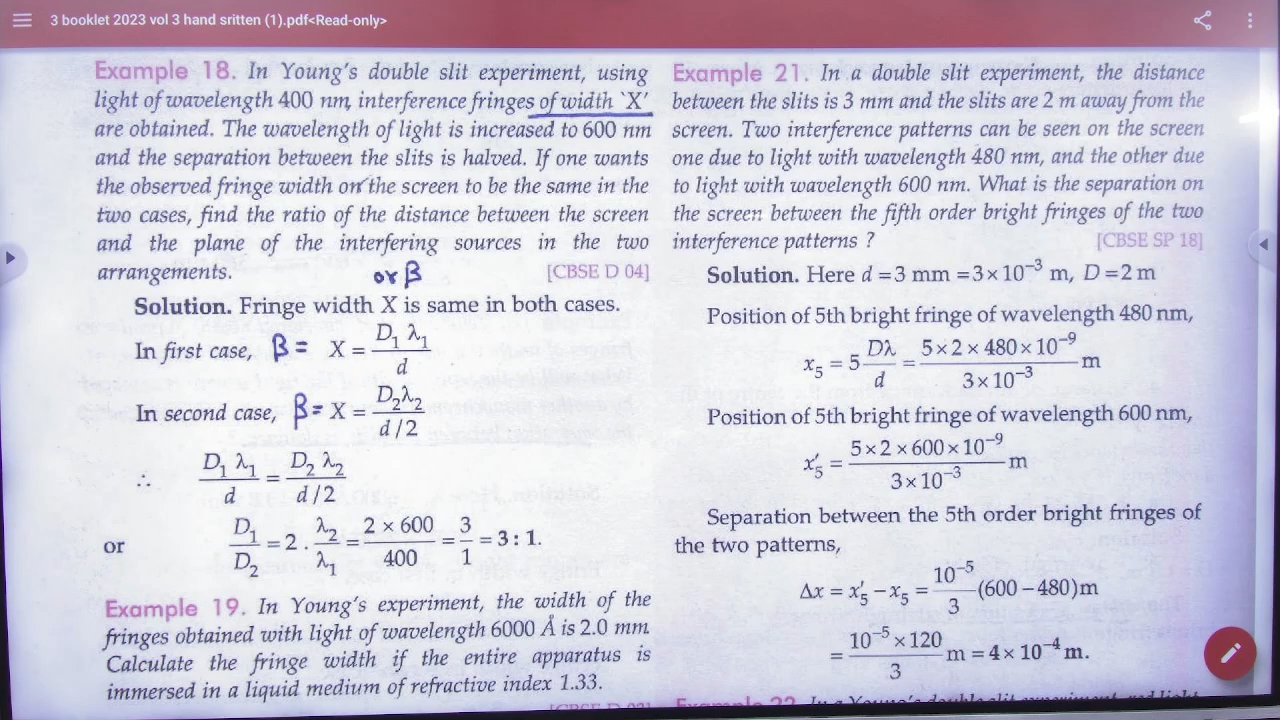 3 booklet 2023 vol 3 hand sritten (1).pdf<Read-only>
Example 18. In Young's double slit experiment, using
light of wavelength 400 nm, interference fringes of width `X'
are obtained. The wavelength of light is increased to 600 nm
and the separation between the slits is halved. If one wants
the observed fringe width on the screen to be the same in the
two cases, find the ratio of the distance between the screen
and the plane of the interfering sources in the two
arrangements. [CBSE D 04]
or β
Solution. Fringe width X is same in both cases.
In first case, β = X = D₁ λ₁ / d
In second case, β = X = D₂λ₂ / d/2
∴ D₁ λ₁ / d = D₂ λ₂ / d/2
or D₁ / D₂ = 2 . λ₂ / λ₁ = 2 × 600 / 400 = 3 / 1 = 3 : 1.
Example 19. In Young's experiment, the width of the
fringes obtained with light of wavelength 6000 Å is 2.0 mm.
Calculate the fringe width if the entire apparatus is
immersed in a liquid medium of refractive index 1.33.
Example 21. In a double slit experiment, the distance
between the slits is 3 mm and the slits are 2 m away from the
screen. Two interference patterns can be seen on the screen
one due to light with wavelength 480 nm, and the other due
to light with wavelength 600 nm. What is the separation on
the screen between the fifth order bright fringes of the two
interference patterns ? [CBSE SP 18]
Solution. Here d = 3 mm = 3 × 10⁻³ m, D = 2 m
Position of 5th bright fringe of wavelength 480 nm,
x₅ = 5 Dλ / d = 5 × 2 × 480 × 10⁻⁹ / 3 × 10⁻³ m
Position of 5th bright fringe of wavelength 600 nm,
x₅′ = 5 × 2 × 600 × 10⁻⁹ / 3 × 10⁻³ m
Separation between the 5th order bright fringes of
the two patterns,
Δx = x₅′ − x₅ = 10⁻⁵ / 3 (600 − 480) m
= 10⁻⁵ × 120 / 3 m = 4 × 10⁻⁴ m.